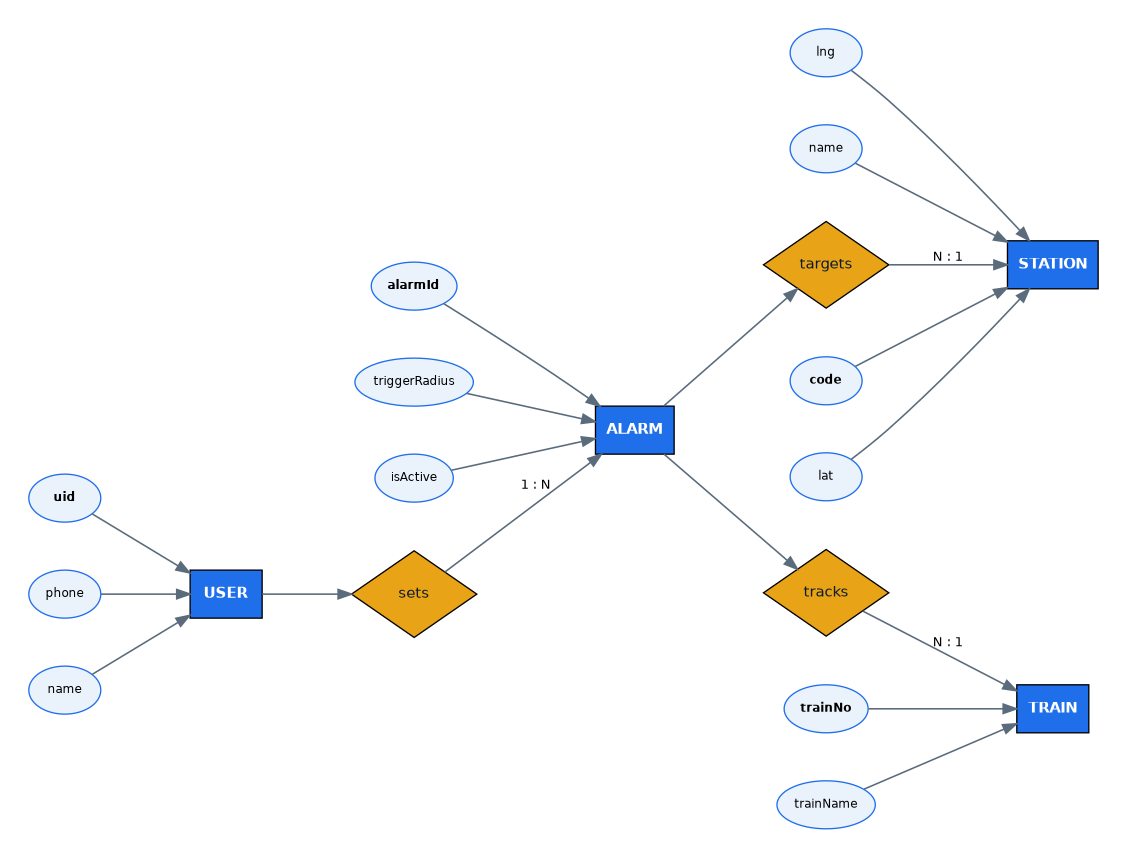 lng
name
targets
N : 1
STATION
alarmId
triggerRadius
code
ALARM
isActive
lat
1 : N
uid
phone
USER
sets
tracks
N : 1
name
trainNo
TRAIN
trainName